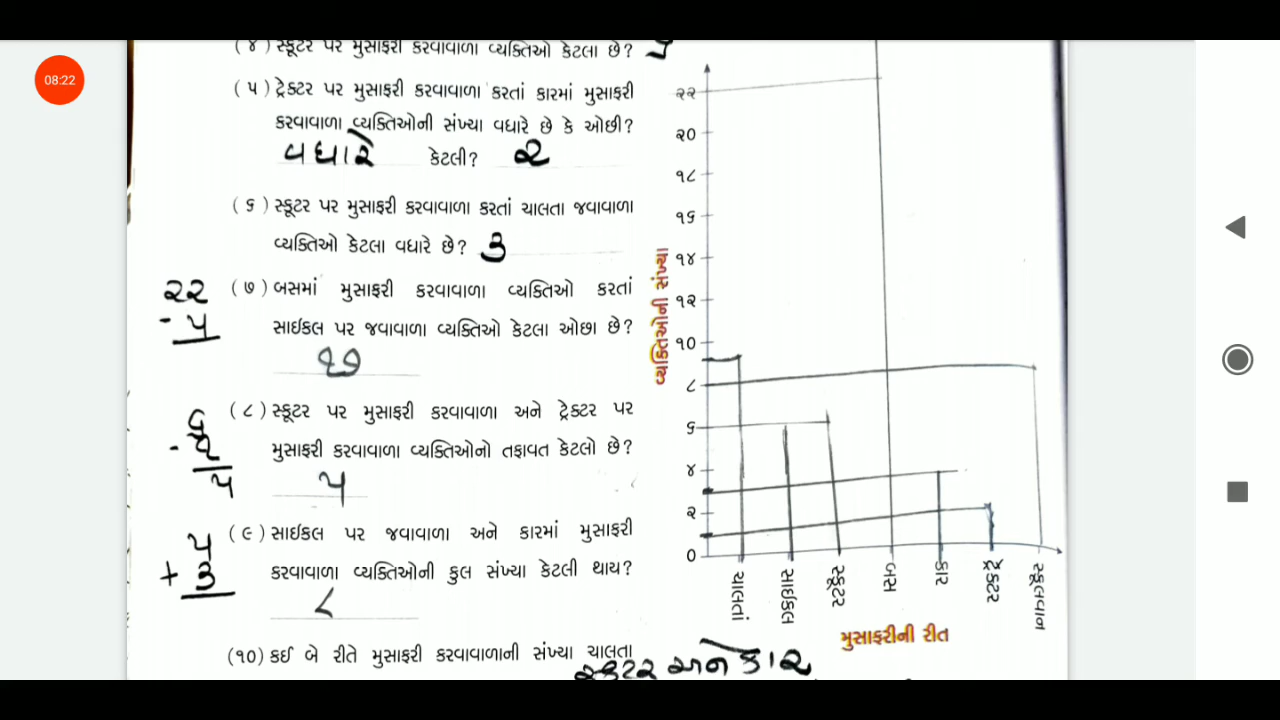 08:22
(૪) સ્કૂટર પર મુસાફરી કરવાવાળા વ્યક્તિઓ કેટલા છે?
(૫) ટ્રેક્ટર પર મુસાફરી કરવાવાળા કરતાં કારમાં મુસાફરી
કરવાવાળા વ્યક્તિઓની સંખ્યા વધારે છે કે ઓછી?
વધારે કેટલી? ૨
(૬) સ્કૂટર પર મુસાફરી કરવાવાળા કરતાં ચાલતા જવાવાળા
વ્યક્તિઓ કેટલા વધારે છે? ૩
૨૨
- ૫
(૭) બસમાં મુસાફરી કરવાવાળા વ્યક્તિઓ કરતાં
સાઈકલ પર જવાવાળા વ્યક્તિઓ કેટલા ઓછા છે?
૧૭
(૮) સ્કૂટર પર મુસાફરી કરવાવાળા અને ટ્રેક્ટર પર
મુસાફરી કરવાવાળા વ્યક્તિઓનો તફાવત કેટલો છે?
૫
૫
(૯) સાઈકલ પર જવાવાળા અને કારમાં મુસાફરી
કરવાવાળા વ્યક્તિઓની કુલ સંખ્યા કેટલી થાય?
૫
+ ૩
૮
(૧૦) કઈ બે રીતે મુસાફરી કરવાવાળાની સંખ્યા ચાલતા
સ્કૂટર અને કાર
વ્યક્તિઓની સંખ્યા
૨૨
૨૦
૧૮
૧૬
૧૪
૧૨
૧૦
૮
૬
૪
૨
૦
ચાલતાં
સાઈકલ
સ્કૂટર
બસ
કાર
ટ્રેક્ટર
સ્કૂલવાન
મુસાફરીની રીત